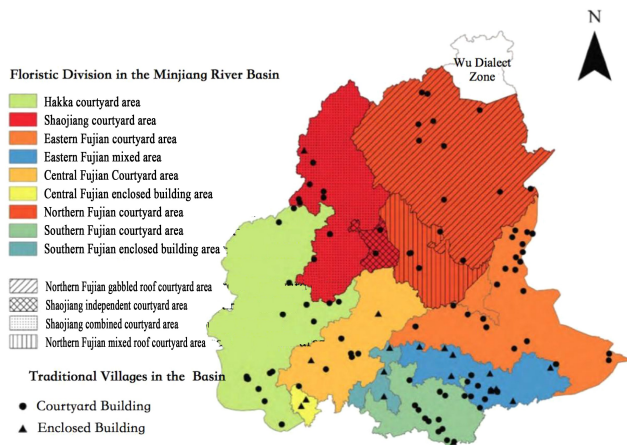 N
Wu Dialect
Zone
Floristic Division in the Minjiang River Basin
Hakka courtyard area
Shaojiang courtyard area
Eastern Fujian courtyard area
Eastern Fujian mixed area
Central Fujian Courtyard area
Central Fujian enclosed building area
Northern Fujian courtyard area
Southern Fujian courtyard area
Southern Fujian enclosed building area
Northern Fujian gabbled roof courtyard area
Shaojiang independent courtyard area
Shaojiang combined courtyard area
Northern Fujian mixed roof courtyard area
Traditional Villages in the Basin
Courtyard Building
Enclosed Building